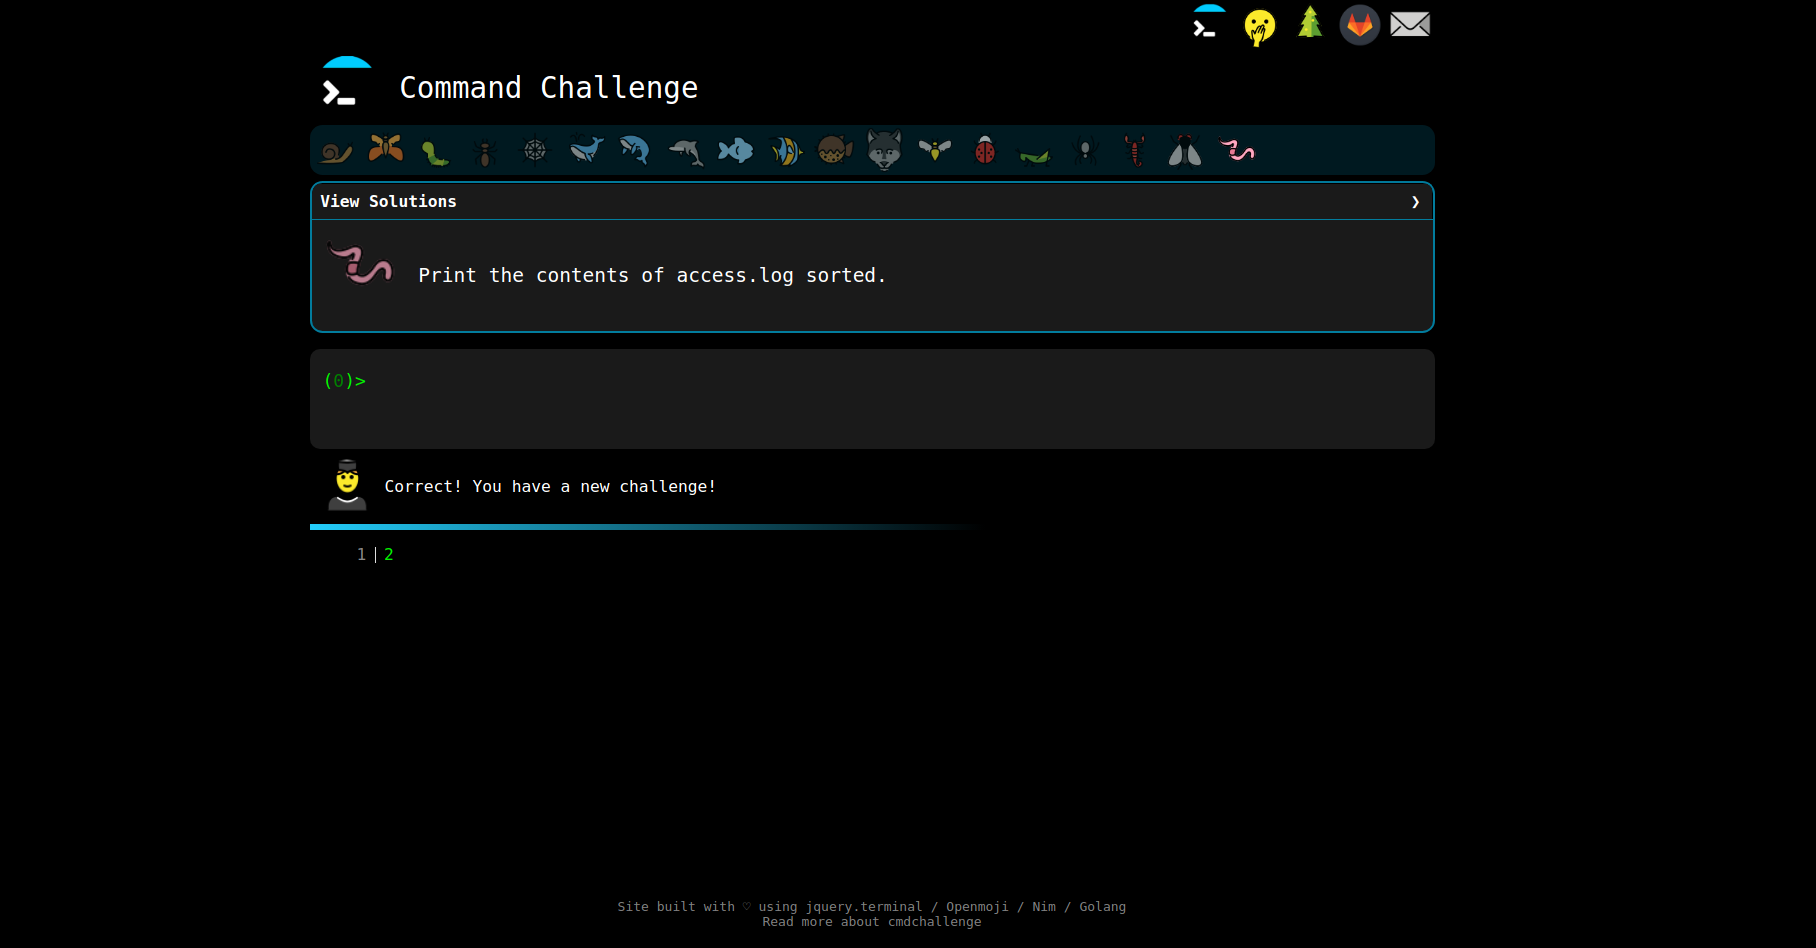 Command Challenge
View Solutions ❯
Print the contents of access.log sorted.
(0)>
Correct! You have a new challenge!
1 | 2
Site built with ♡ using jquery.terminal / Openmoji / Nim / Golang
Read more about cmdchallenge